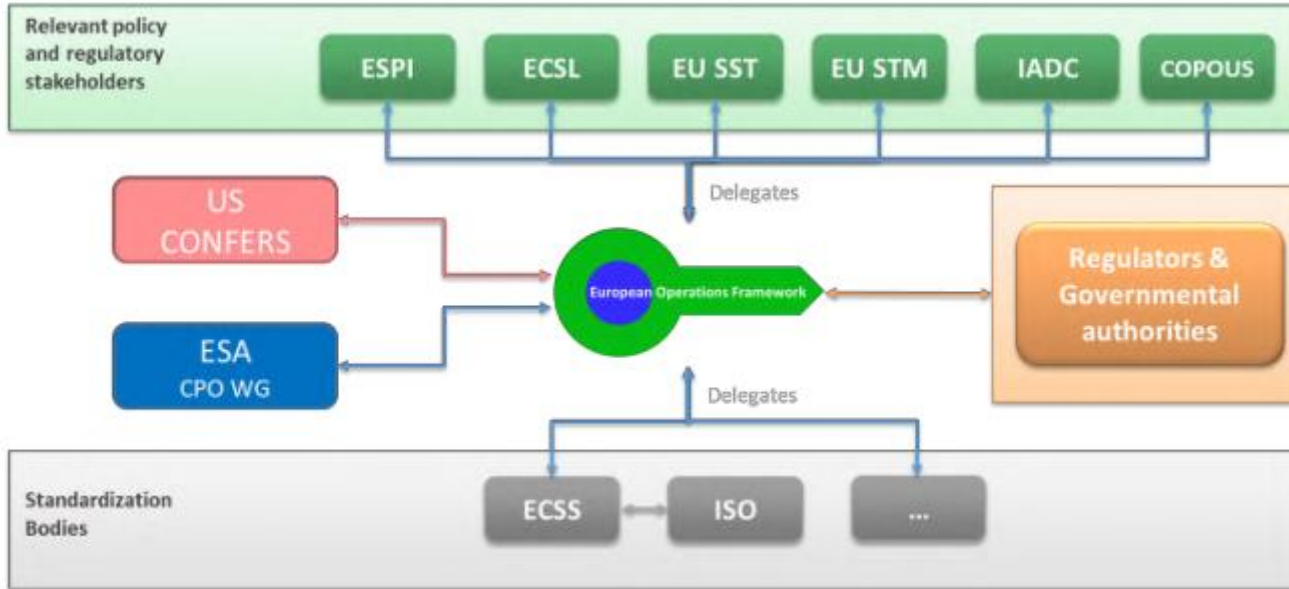 Relevant policy
and regulatory
stakeholders
ESPI
ECSL
EU SST
EU STM
IADC
COPOUS
Delegates
US
CONFERS
European Operations Framework
Regulators &
Governmental
authorities
ESA
CPO WG
Delegates
Standardization
Bodies
ECSS
ISO
...